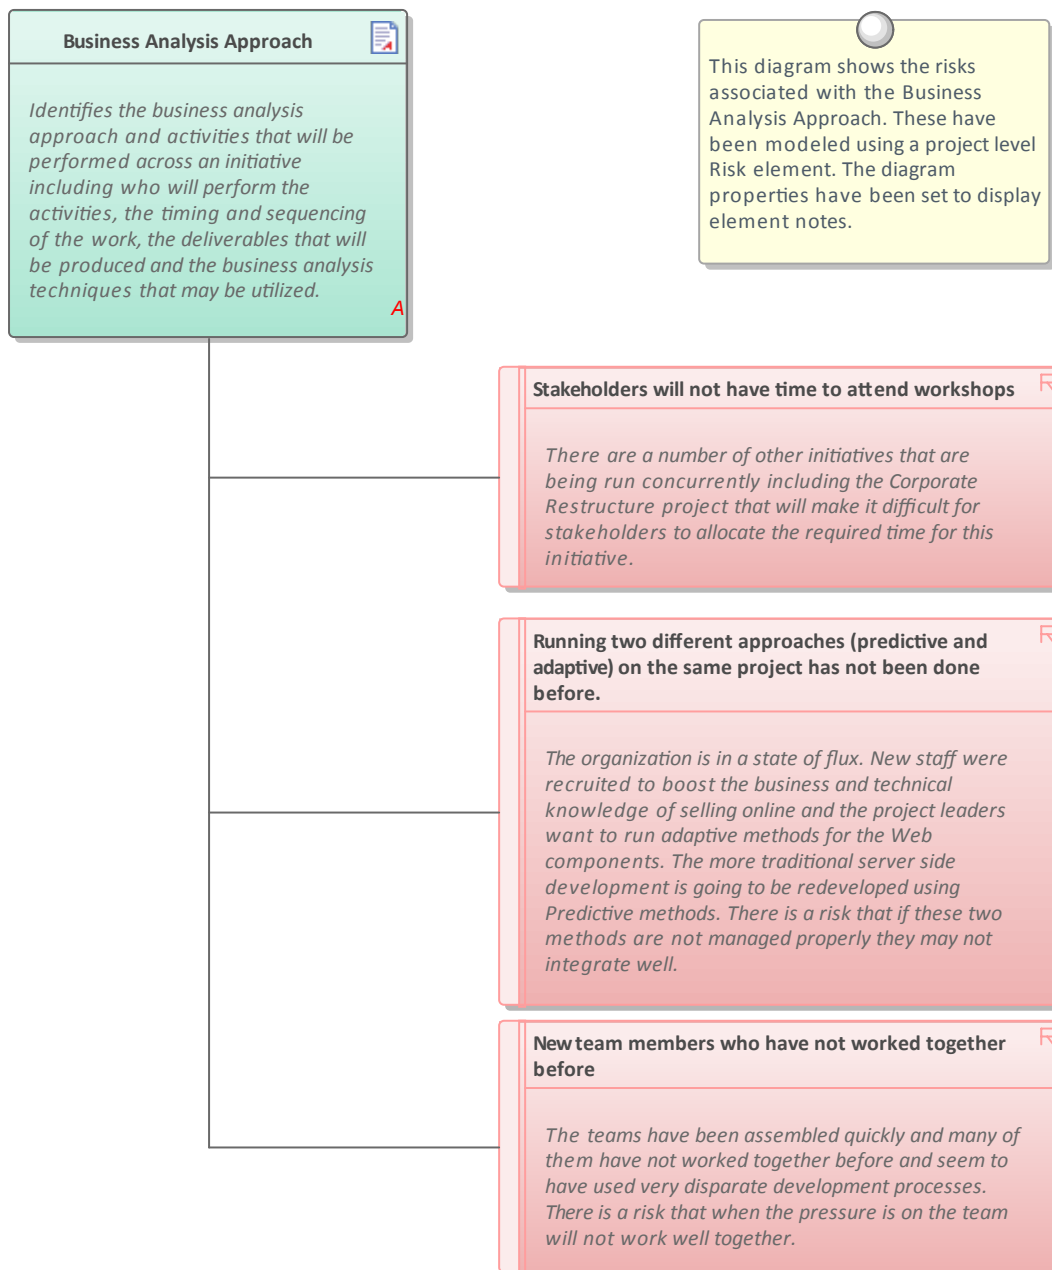 Business Analysis Approach
Identifies the business analysis
approach and activities that will be
performed across an initiative
including who will perform the
activities, the timing and sequencing
of the work, the deliverables that will
be produced and the business analysis
techniques that may be utilized.
A
This diagram shows the risks
associated with the Business
Analysis Approach. These have
been modeled using a project level
Risk element. The diagram
properties have been set to display
element notes.
Stakeholders will not have time to attend workshops
R
There are a number of other initiatives that are
being run concurrently including the Corporate
Restructure project that will make it difficult for
stakeholders to allocate the required time for this
initiative.
Running two different approaches (predictive and
adaptive) on the same project has not been done
before.
R
The organization is in a state of flux. New staff were
recruited to boost the business and technical
knowledge of selling online and the project leaders
want to run adaptive methods for the Web
components. The more traditional server side
development is going to be redeveloped using
Predictive methods. There is a risk that if these two
methods are not managed properly they may not
integrate well.
New team members who have not worked together
before
R
The teams have been assembled quickly and many of
them have not worked together before and seem to
have used very disparate development processes.
There is a risk that when the pressure is on the team
will not work well together.